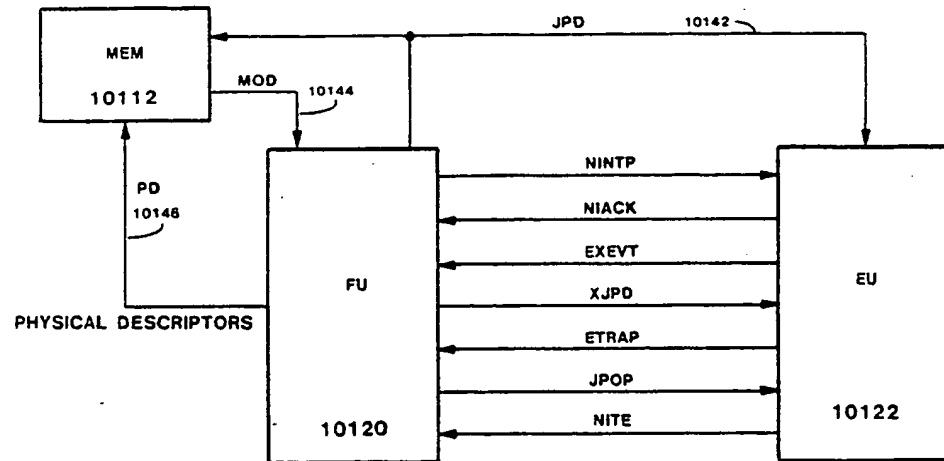 JPD
10142
MEM
10112
MOD
10144
PD
10146
PHYSICAL DESCRIPTORS
FU
10120
NINTP
NIACK
EXEVT
XJPD
ETRAP
JPOP
NITE
EU
10122